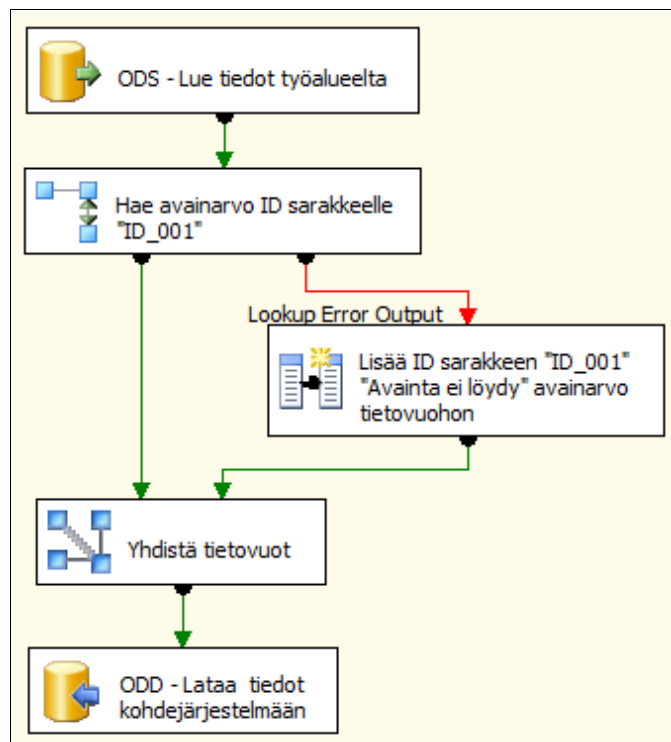 ODS - Lue tiedot työalueelta
Hae avainarvo ID sarakkeelle
"ID_001"
Lookup Error Output
Lisää ID sarakkeen "ID_001"
"Avainta ei löydy" avainarvo
tietovuohon
Yhdistä tietovuot
ODD - Lataa tiedot
kohdejärjestelmään